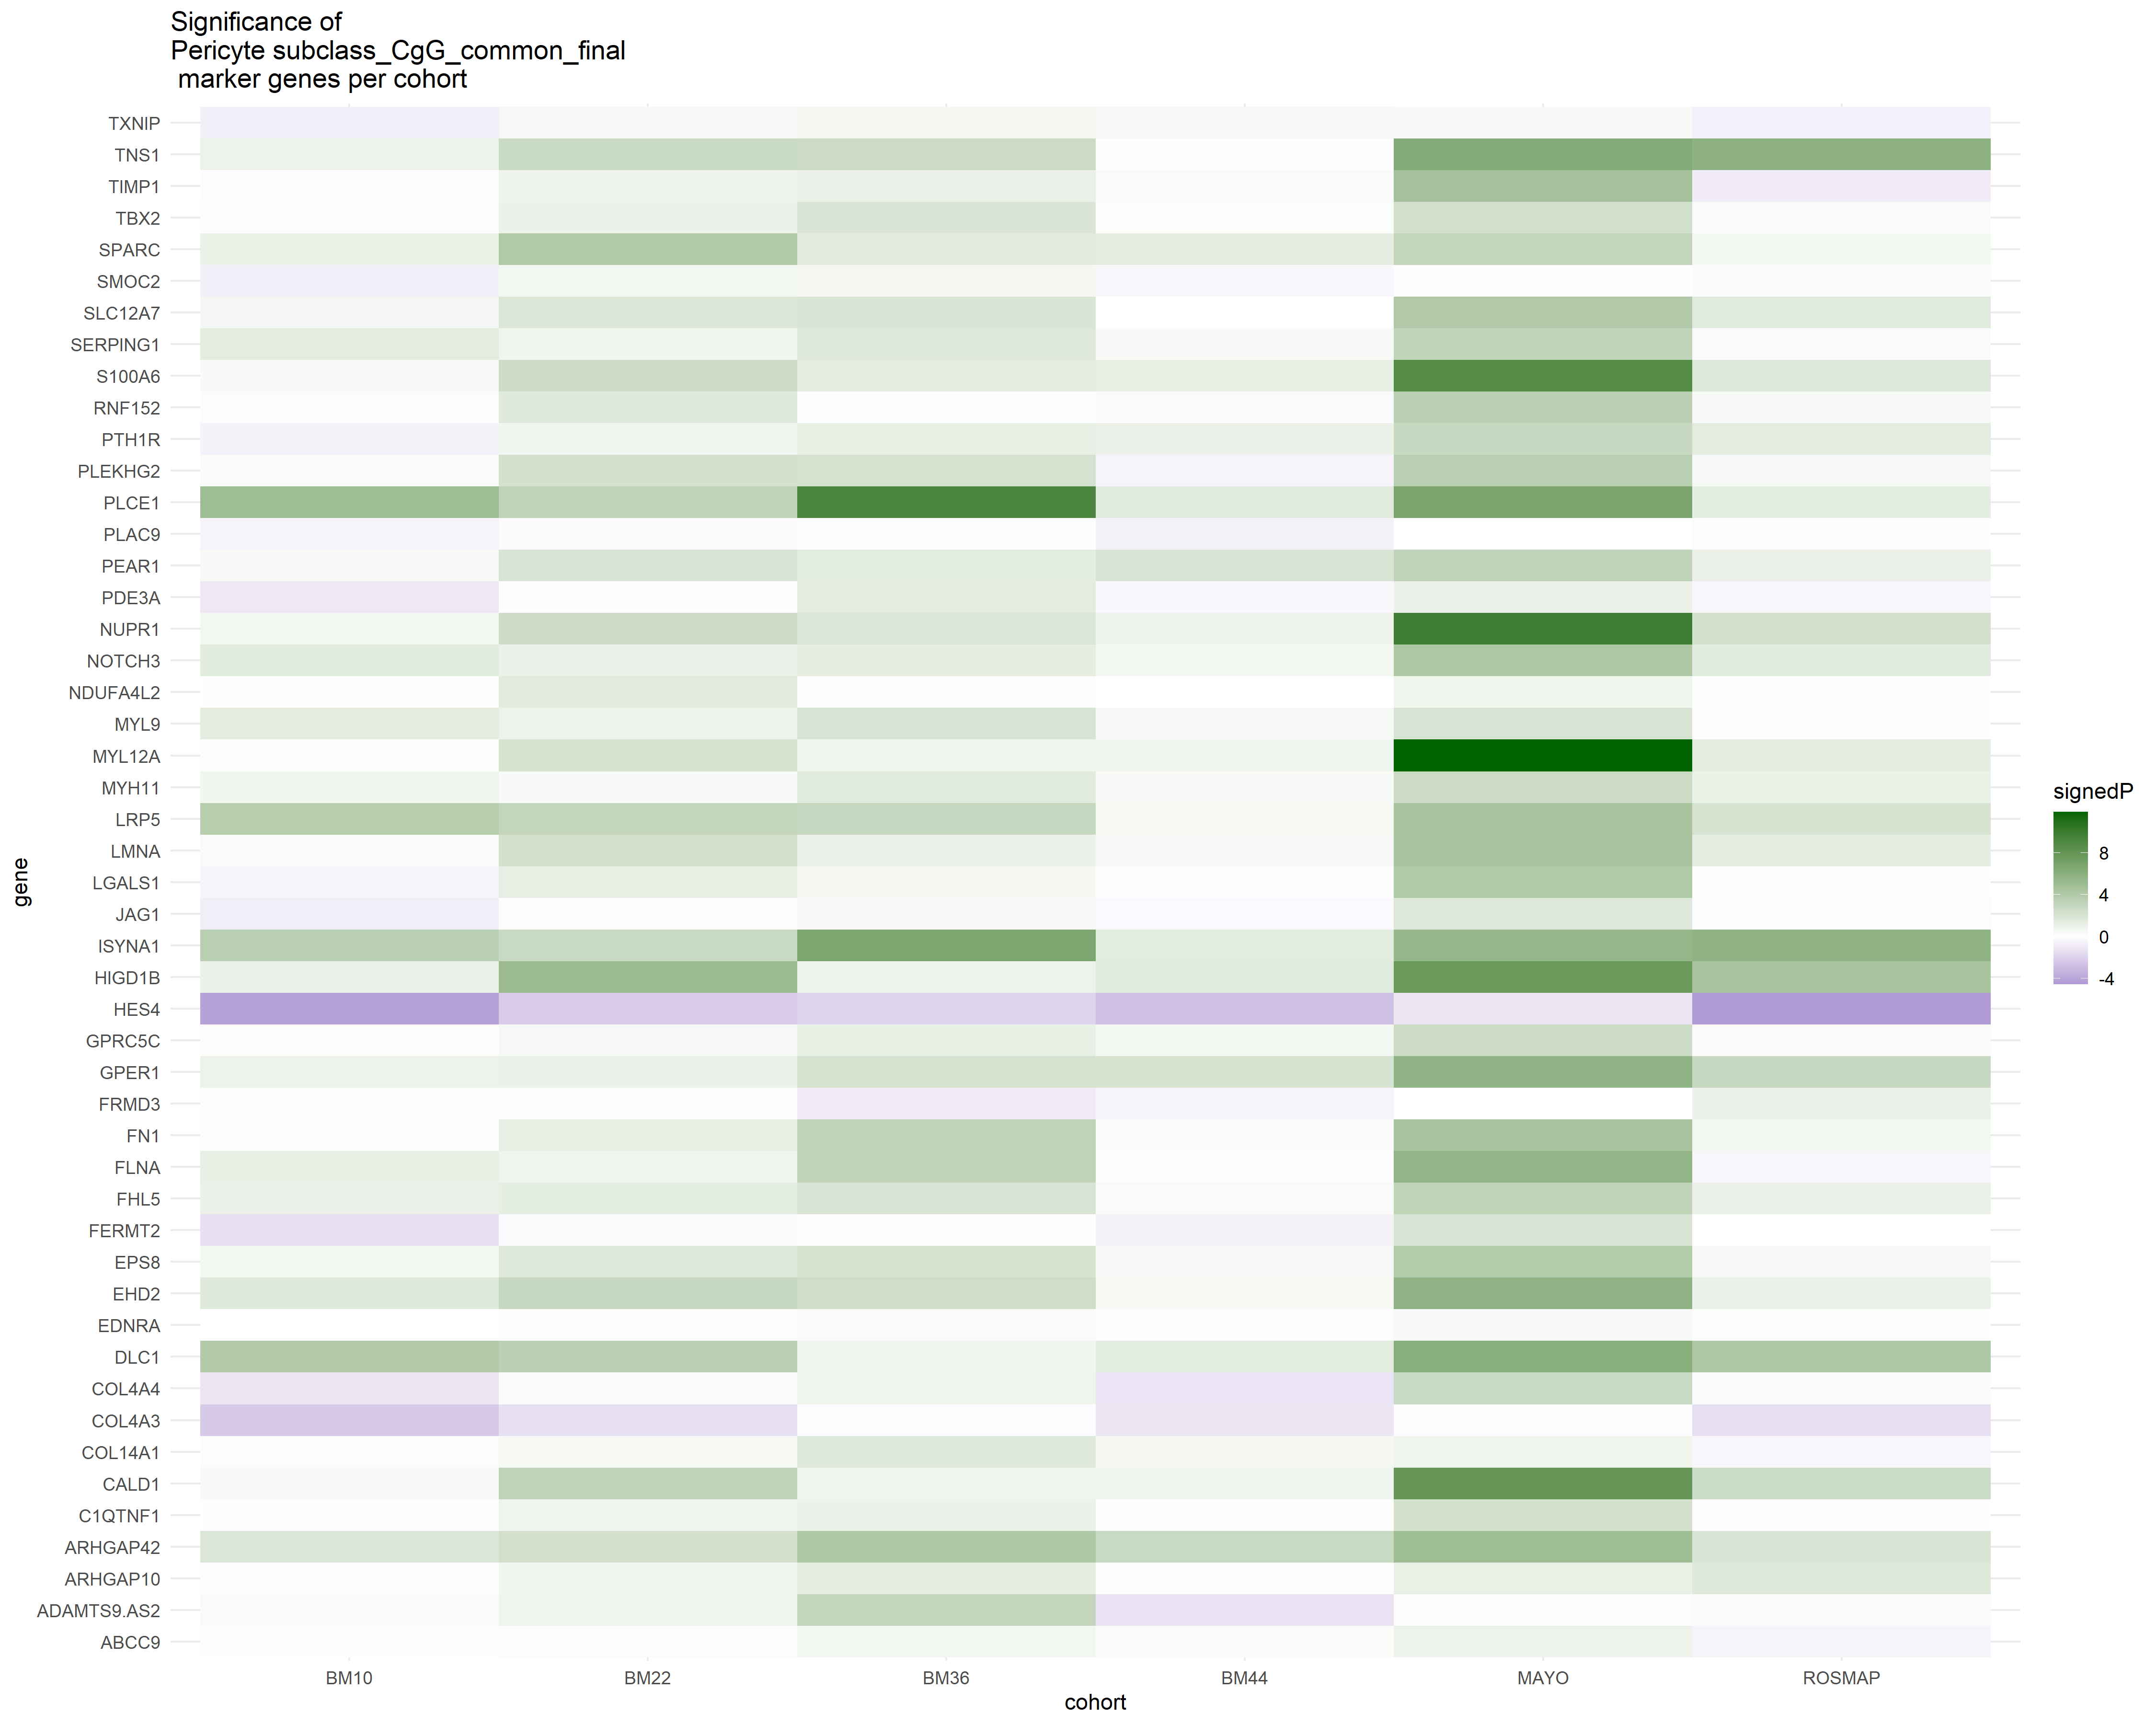 Significance of
Pericyte subclass_CgG_common_final
marker genes per cohort
gene
TXNIP
TNS1
TIMP1
TBX2
SPARC
SMOC2
SLC12A7
SERPING1
S100A6
RNF152
PTH1R
PLEKHG2
PLCE1
PLAC9
PEAR1
PDE3A
NUPR1
NOTCH3
NDUFA4L2
MYL9
MYL12A
MYH11
LRP5
LMNA
LGALS1
JAG1
ISYNA1
HIGD1B
HES4
GPRC5C
GPER1
FRMD3
FN1
FLNA
FHL5
FERMT2
EPS8
EHD2
EDNRA
DLC1
COL4A4
COL4A3
COL14A1
CALD1
C1QTNF1
ARHGAP42
ARHGAP10
ADAMTS9.AS2
ABCC9
BM10 BM22 BM36 BM44 MAYO ROSMAP
cohort
signedP
8
4
0
-4